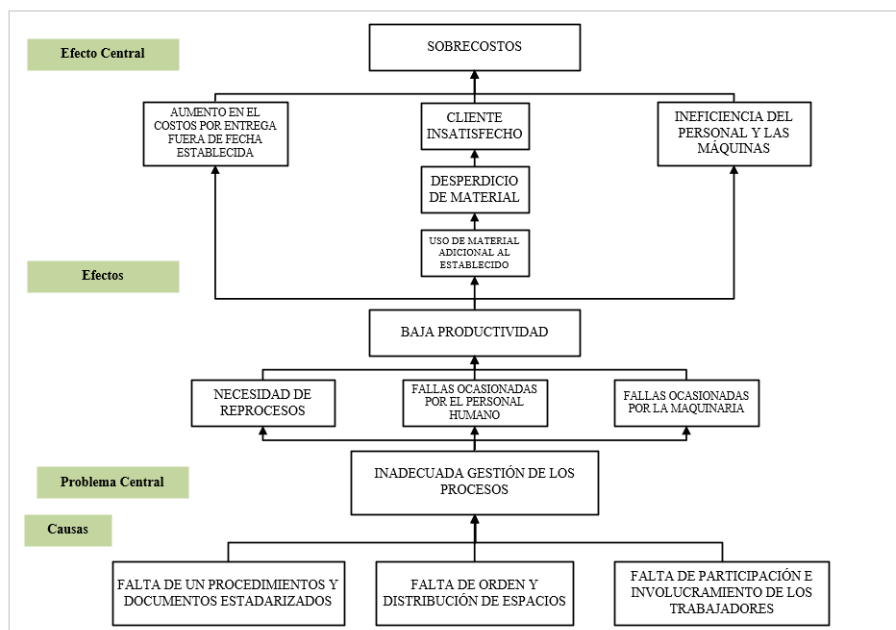 Efecto Central
SOBRECOSTOS
AUMENTO EN EL
COSTOS POR ENTREGA
FUERA DE FECHA
ESTABLECIDA
CLIENTE
INSATISFECHO
INEFICIENCIA DEL
PERSONAL Y LAS
MÁQUINAS
DESPERDICIO
DE MATERIAL
USO DE MATERIAL
ADICIONAL AL
ESTABLECIDO
Efectos
BAJA PRODUCTIVIDAD
NECESIDAD DE
REPROCESOS
FALLAS OCASIONADAS
POR EL PERSONAL
HUMANO
FALLAS OCASIONADAS
POR LA MAQUINARIA
Problema Central
INADECUADA GESTIÓN DE LOS
PROCESOS
Causas
FALTA DE UN PROCEDIMIENTOS Y
DOCUMENTOS ESTADARIZADOS
FALTA DE ORDEN Y
DISTRIBUCIÓN DE ESPACIOS
FALTA DE PARTICIPACIÓN E
INVOLUCRAMIENTO DE LOS
TRABAJADORES